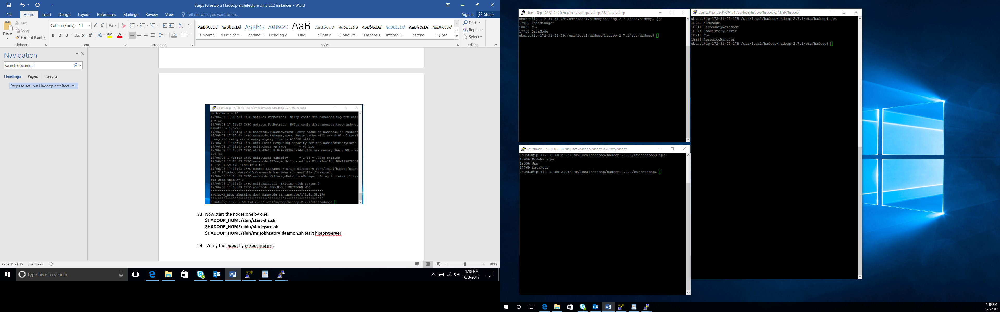 Steps to setup a Hadoop architecture on 3 EC2 instances - Word
File Home Insert Design Layout References Mailings Review View Tell me what you want to do... Sign in Share
Paste
Cut
Copy
Format Painter
Clipboard
Calibri (Body) 11
Font
Paragraph
AaBbCcDd AaBbCcDd AaBbCc AaBbCcE AaB AaBbCcD AaBbCcDd AaBbCcDd AaBbCcDd AaBbCcDc AaBbCcDd
¶ Normal ¶ No Spac... Heading 1 Heading 2 Title Subtitle Subtle Em... Emphasis Intense E... Strong Quote
Styles
Find
Replace
Select
Editing
Navigation
Search document
Headings Pages Results
Steps to setup a Hadoop architecture...
ubuntu@ip-172-31-59-178: /usr/local/hadoop/hadoop-2.7.1/etc/hadoop
um.buckets = 10
17/06/08 17:15:03 INFO metrics.TopMetrics: NNTop conf: dfs.namenode.top.num.user
s = 10
17/06/08 17:15:03 INFO metrics.TopMetrics: NNTop conf: dfs.namenode.top.windows.
minutes = 1,5,25
17/06/08 17:15:03 INFO namenode.FSNamesystem: Retry cache on namenode is enabled
17/06/08 17:15:03 INFO namenode.FSNamesystem: Retry cache will use 0.03 of total
heap and retry cache entry expiry time is 600000 millis
17/06/08 17:15:03 INFO util.GSet: Computing capacity for map NameNodeRetryCache
17/06/08 17:15:03 INFO util.GSet: VM type = 64-bit
17/06/08 17:15:03 INFO util.GSet: 0.029999999329447746% max memory 966.7 MB = 29
7.0 KB
17/06/08 17:15:03 INFO util.GSet: capacity = 2^15 = 32768 entries
17/06/08 17:15:03 INFO namenode.FSImage: Allocated new BlockPoolId: BP-147878551
1-172.31.59.178-1496942103482
17/06/08 17:15:03 INFO common.Storage: Storage directory /usr/local/hadoop/hadoo
p-2.7.1/hadoop_data/hdfs/namenode has been successfully formatted.
17/06/08 17:15:03 INFO namenode.NNStorageRetentionManager: Going to retain 1 ima
ges with txid >= 0
17/06/08 17:15:03 INFO util.ExitUtil: Exiting with status 0
17/06/08 17:15:03 INFO namenode.NameNode: SHUTDOWN_MSG:
/************************************************************
SHUTDOWN_MSG: Shutting down NameNode at namenode/172.31.59.178
************************************************************/
ubuntu@ip-172-31-59-178:/usr/local/hadoop/hadoop-2.7.1/etc/hadoop$
23. Now start the nodes one by one:
$HADOOP_HOME/sbin/start-dfs.sh
$HADOOP_HOME/sbin/start-yarn.sh
$HADOOP_HOME/sbin/mr-jobhistory-daemon.sh start historyserver
24. Verify the ouput by eexecuting jps:
Page 15 of 15 709 words 100%
Type here to search
1:19 PM
6/8/2017
ubuntu@ip-172-31-51-29: /usr/local/hadoop/hadoop-2.7.1/etc/hadoop
ubuntu@ip-172-31-51-29:/usr/local/hadoop/hadoop-2.7.1/etc/hadoop$ jps
17905 NodeManager
18005 Jps
17768 DataNode
ubuntu@ip-172-31-51-29:/usr/local/hadoop/hadoop-2.7.1/etc/hadoop$
ubuntu@ip-172-31-59-178: /usr/local/hadoop/hadoop-2.7.1/etc/hadoop
ubuntu@ip-172-31-59-178:/usr/local/hadoop/hadoop-2.7.1/etc/hadoop$ jps
18033 NameNode
18241 SecondaryNameNode
18674 JobHistoryServer
18745 Jps
18396 ResourceManager
ubuntu@ip-172-31-59-178:/usr/local/hadoop/hadoop-2.7.1/etc/hadoop$
ubuntu@ip-172-31-60-230: /usr/local/hadoop/hadoop-2.7.1/etc/hadoop
ubuntu@ip-172-31-60-230:/usr/local/hadoop/hadoop-2.7.1/etc/hadoop$ jps
17906 NodeManager
18006 Jps
17769 DataNode
ubuntu@ip-172-31-60-230:/usr/local/hadoop/hadoop-2.7.1/etc/hadoop$
1:19 PM
6/8/2017